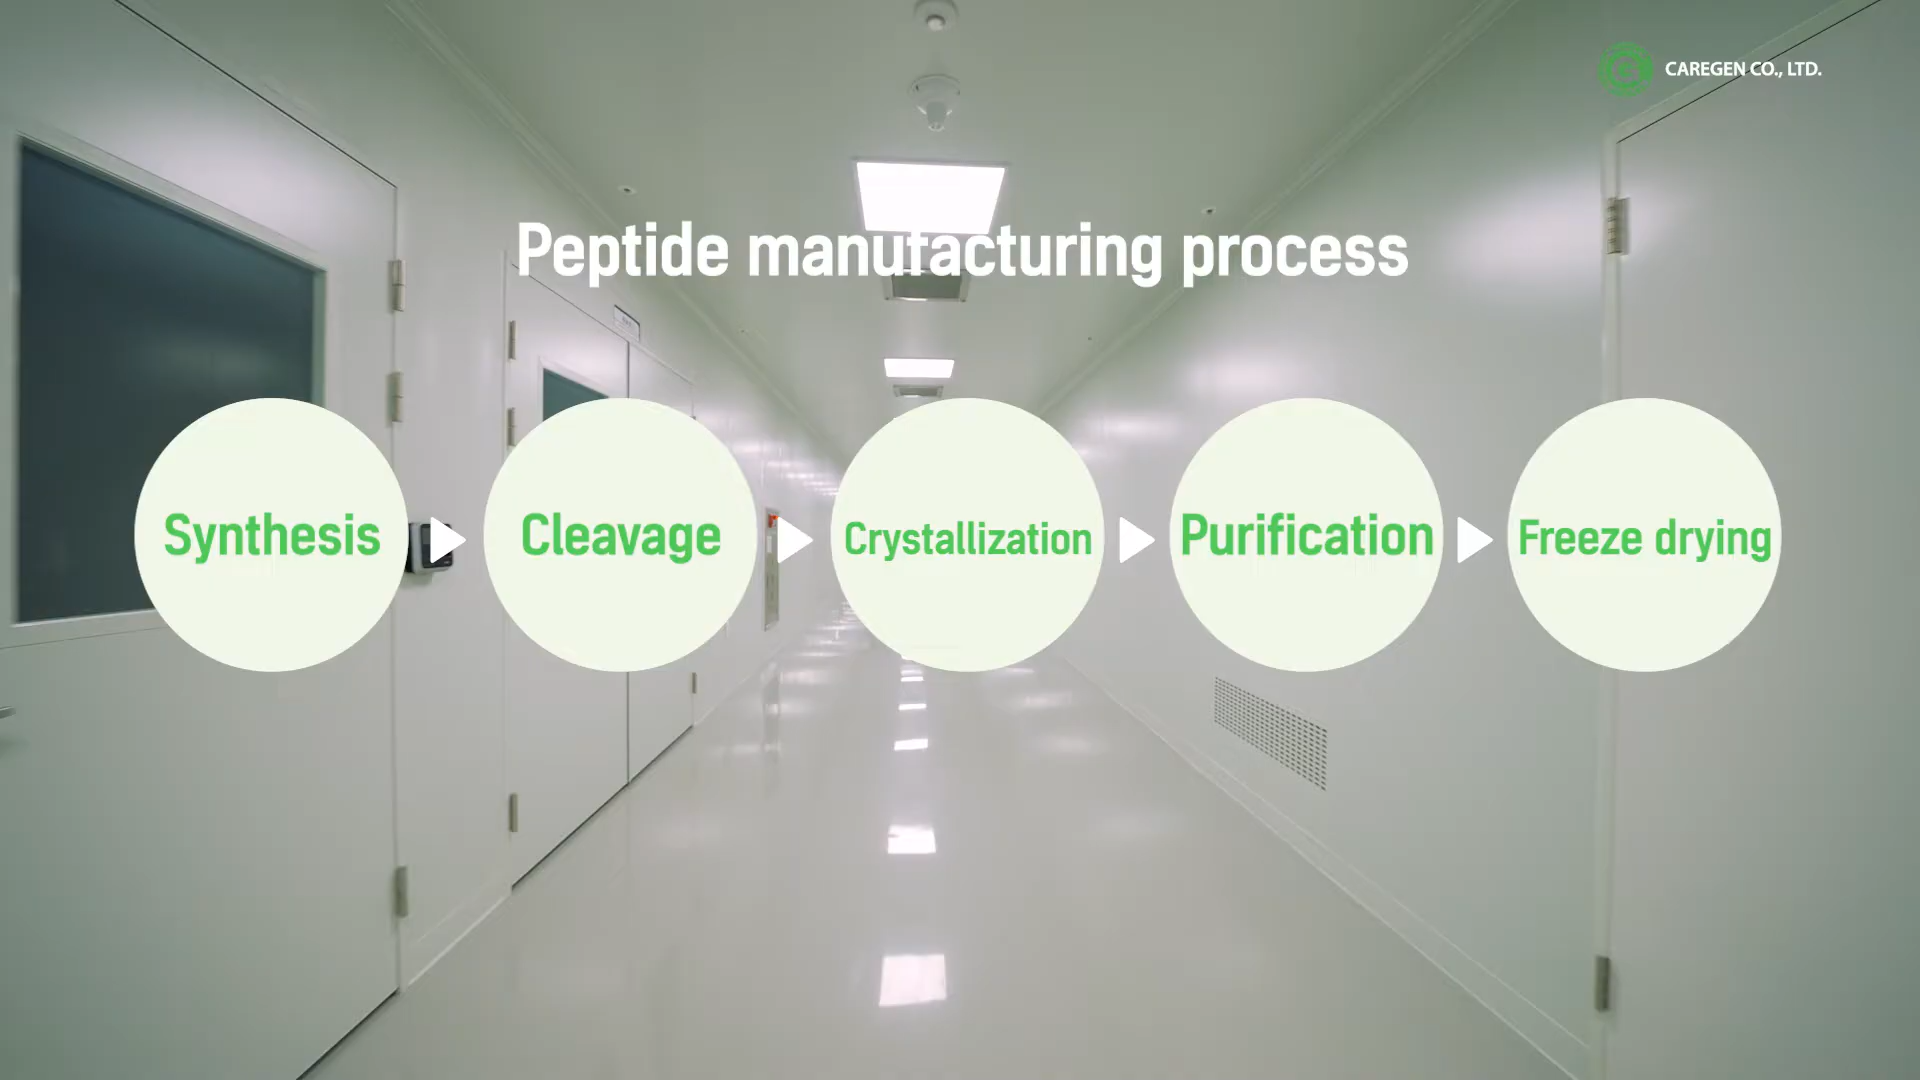 CAREGEN CO., LTD.
Peptide manufacturing process
Synthesis
Cleavage
Crystallization
Purification
Freeze drying